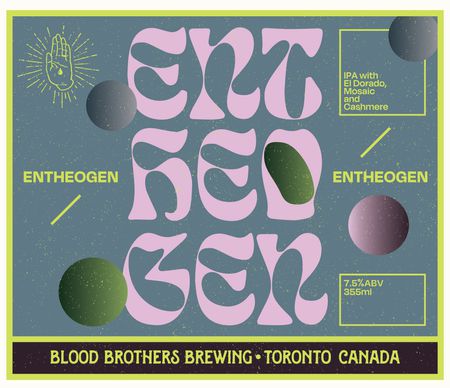 ENT
HEO
GEN
IPA with
El Dorado,
Mosaic
and
Cashmere
ENTHEOGEN
ENTHEOGEN
7.5%ABV
355ml
BLOOD BROTHERS BREWING • TORONTO CANADA